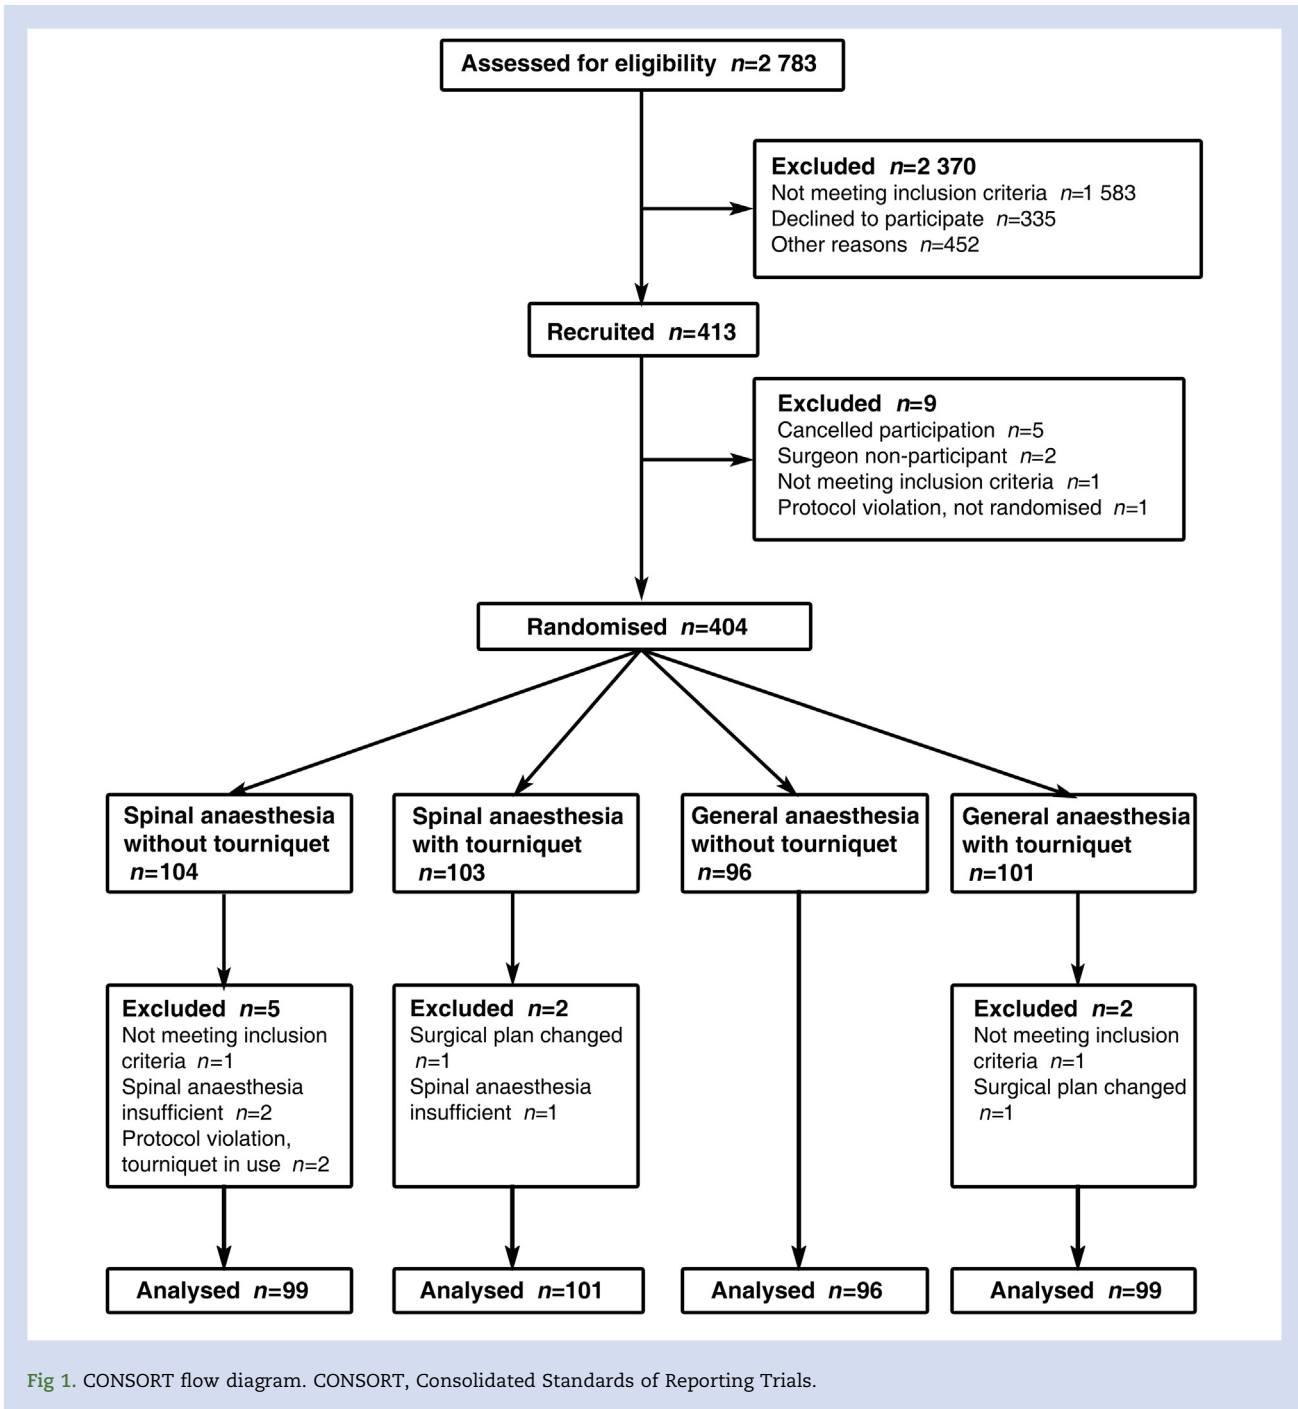 Assessed for eligibility n=2 783
Excluded n=2 370
Not meeting inclusion criteria n=1 583
Declined to participate n=335
Other reasons n=452
Recruited n=413
Excluded n=9
Cancelled participation n=5
Surgeon non-participant n=2
Not meeting inclusion criteria n=1
Protocol violation, not randomised n=1
Randomised n=404
Spinal anaesthesia
without tourniquet
n=104
Spinal anaesthesia
with tourniquet
n=103
General anaesthesia
without tourniquet
n=96
General anaesthesia
with tourniquet
n=101
Excluded n=5
Not meeting inclusion
criteria n=1
Spinal anaesthesia
insufficient n=2
Protocol violation,
tourniquet in use n=2
Excluded n=2
Surgical plan changed
n=1
Spinal anaesthesia
insufficient n=1
Excluded n=2
Not meeting inclusion
criteria n=1
Surgical plan changed
n=1
Analysed n=99
Analysed n=101
Analysed n=96
Analysed n=99
Fig 1. CONSORT flow diagram. CONSORT, Consolidated Standards of Reporting Trials.